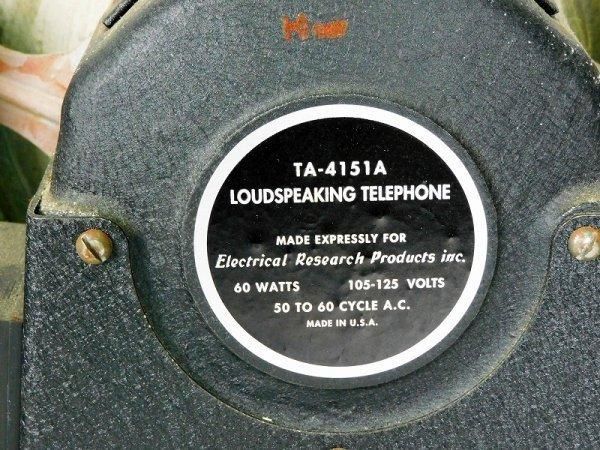 TA-4151A
LOUDSPEAKING TELEPHONE
MADE EXPRESSLY FOR
Electrical Research Products inc.
60 WATTS 105-125 VOLTS
50 TO 60 CYCLE A.C.
MADE IN U.S.A.